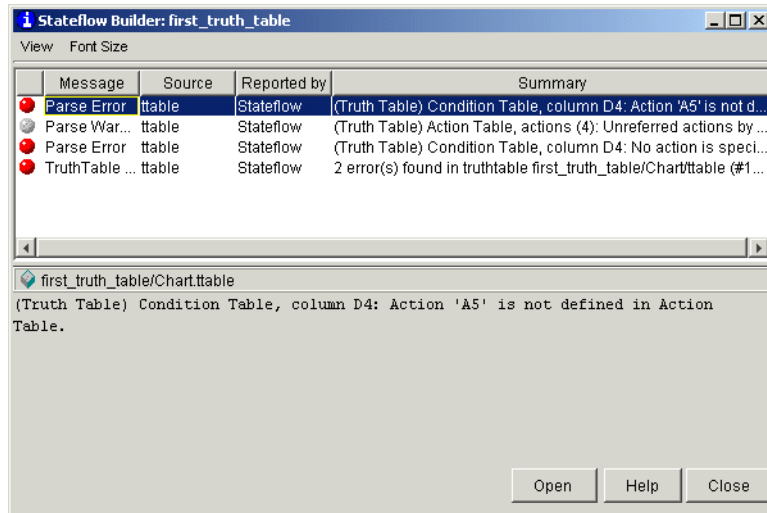 Stateflow Builder: first_truth_table
View Font Size
Message Source Reported by Summary
Parse Error ttable Stateflow (Truth Table) Condition Table, column D4: Action 'A5' is not d...
Parse War... ttable Stateflow (Truth Table) Action Table, actions (4): Unreferred actions by ...
Parse Error ttable Stateflow (Truth Table) Condition Table, column D4: No action is speci...
TruthTable ... ttable Stateflow 2 error(s) found in truthtable first_truth_table/Chart/ttable (#1...
first_truth_table/Chart.ttable
(Truth Table) Condition Table, column D4: Action 'A5' is not defined in Action
Table.
Open Help Close